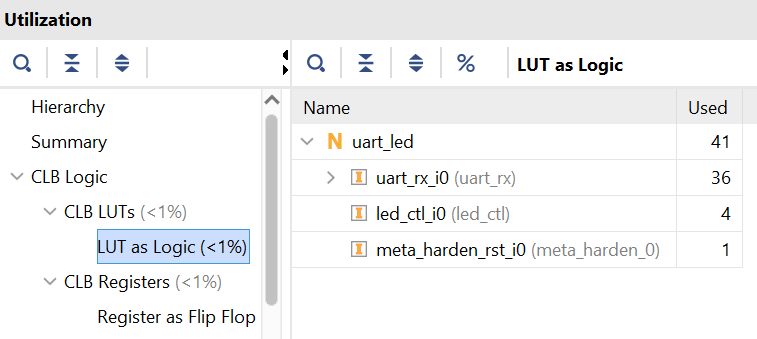 Utilization
% LUT as Logic
Hierarchy
Summary
CLB Logic
CLB LUTs (<1%)
LUT as Logic (<1%)
CLB Registers (<1%)
Register as Flip Flop
Name Used
N uart_led 41
I uart_rx_i0 (uart_rx) 36
I led_ctl_i0 (led_ctl) 4
I meta_harden_rst_i0 (meta_harden_0) 1